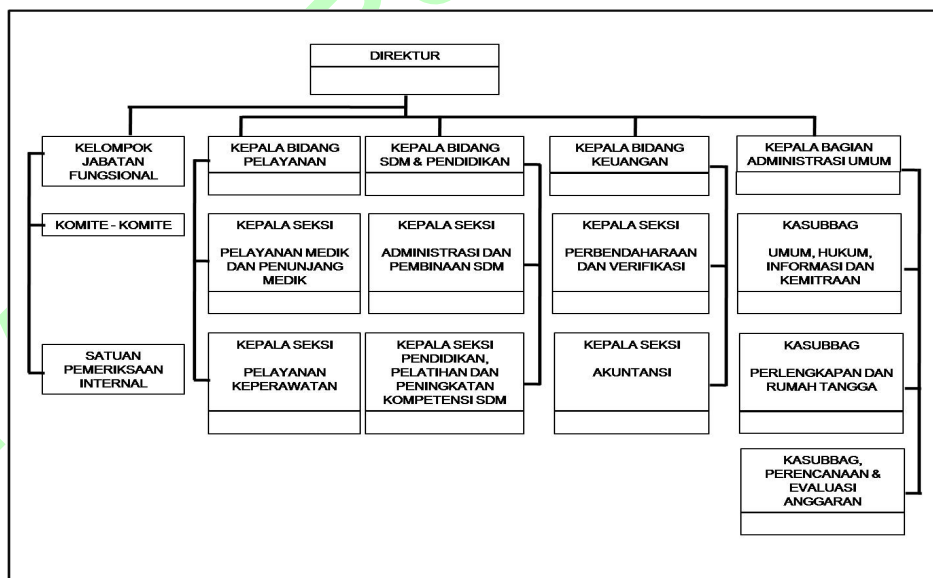 DIREKTUR
KELOMPOK
JABATAN
FUNGSIONAL
KEPALA BIDANG
PELAYANAN
KEPALA BIDANG
SDM & PENDIDIKAN
KEPALA BIDANG
KEUANGAN
KEPALA BAGIAN
ADMINISTRASI UMUM
KOMITE - KOMITE
KEPALA SEKSI
PELAYANAN MEDIK
DAN PENUNJANG
MEDIK
KEPALA SEKSI
ADMINISTRASI DAN
PEMBINAAN SDM
KEPALA SEKSI
PERBENDAHARAAN
DAN VERIFIKASI
KASUBBAG
UMUM, HUKUM,
INFORMASI DAN
KEMITRAAN
SATUAN
PEMERIKSAAN
INTERNAL
KEPALA SEKSI
PELAYANAN
KEPERAWATAN
KEPALA SEKSI
PENDIDIKAN,
PELATIHAN DAN
PENINGKATAN
KOMPETENSI SDM
KEPALA SEKSI
AKUNTANSI
KASUBBAG
PERLENGKAPAN DAN
RUMAH TANGGA
KASUBBAG,
PERENCANAAN &
EVALUASI
ANGGARAN